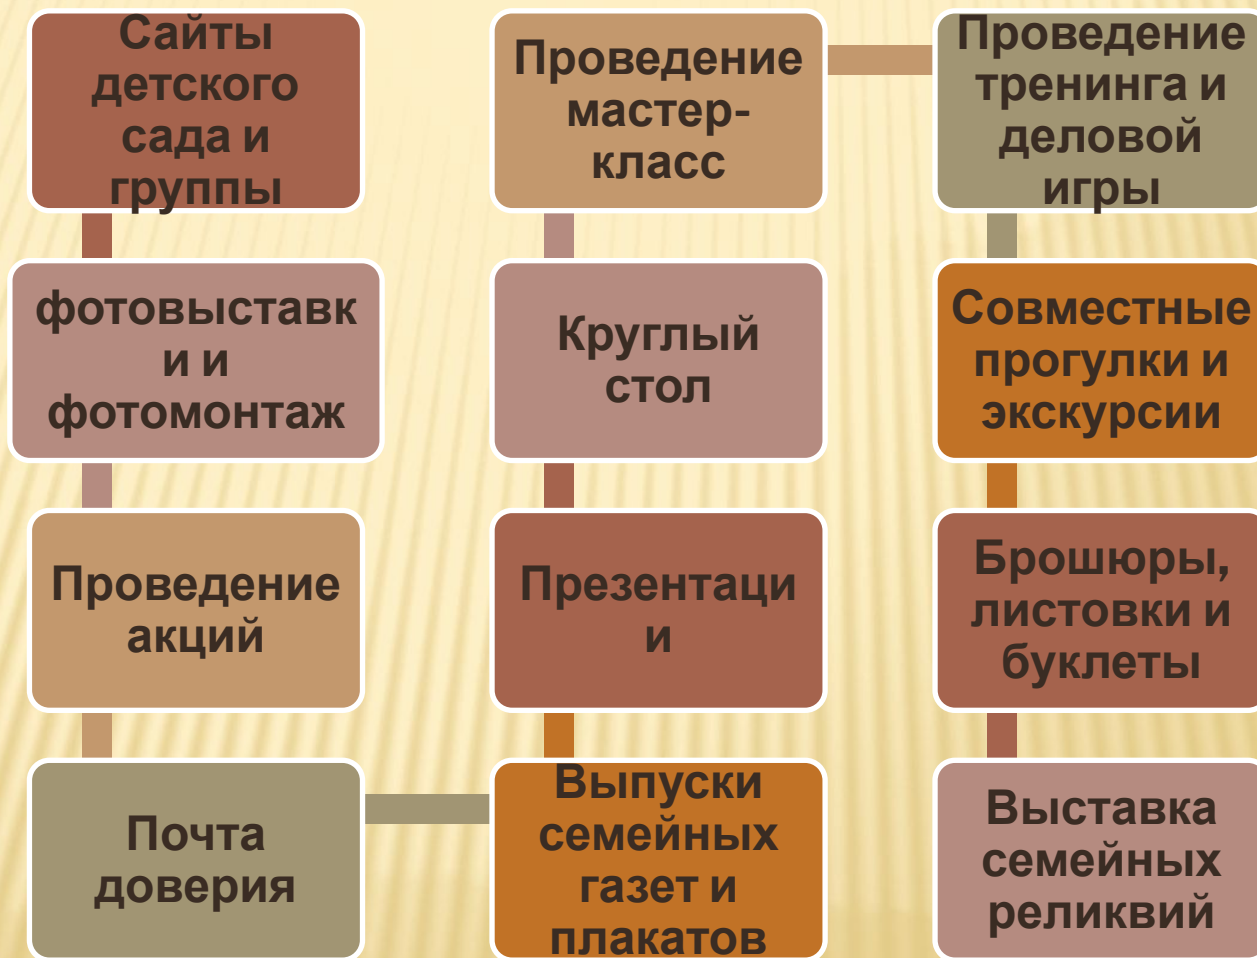 Сайты
детского
сада и
группы
фотовыставк
и и
фотомонтаж
Проведение
акций
Почта
доверия
Выпуски
семейных
газет и
плакатов
Презентаци
и
Круглый
стол
Проведение
мастер-
класс
Проведение
тренинга и
деловой
игры
Совместные
прогулки и
экскурсии
Брошюры,
листовки и
буклеты
Выставка
семейных
реликвий